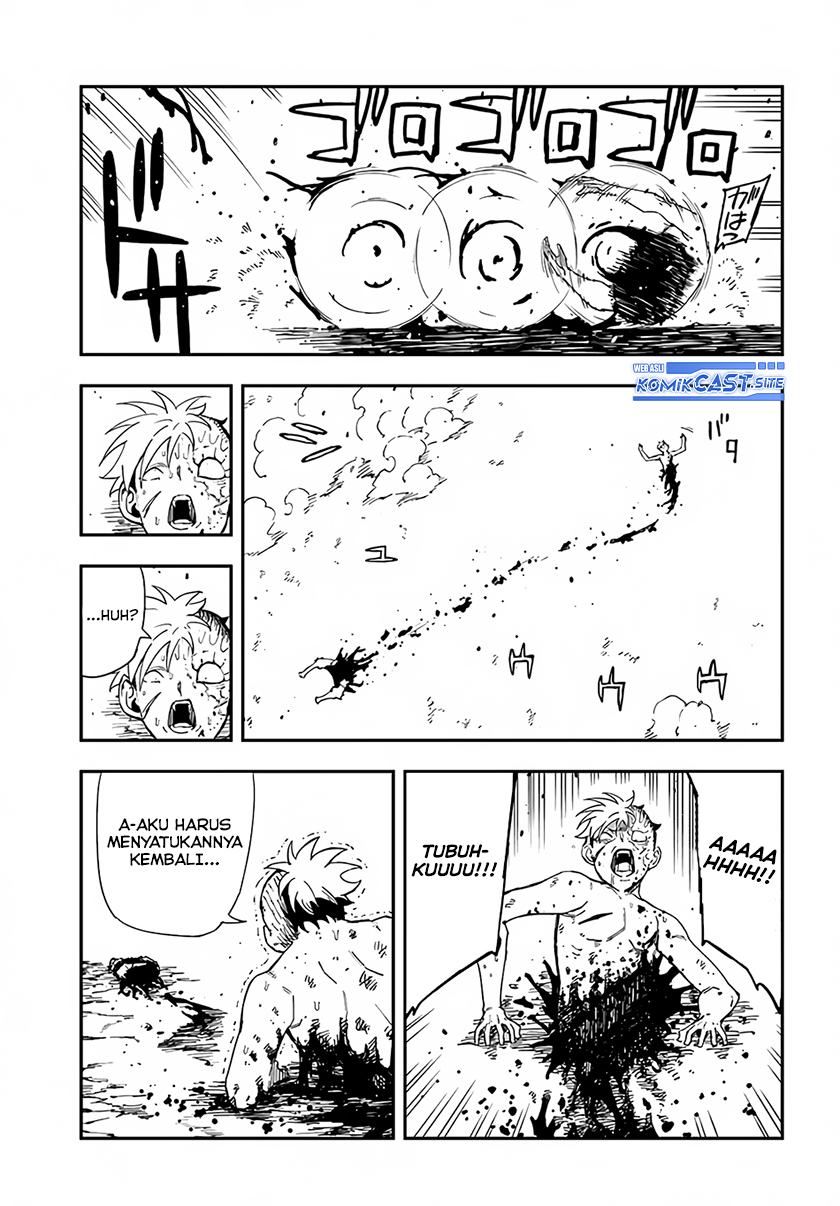 ゴロゴロゴロ
ガはっ
ドサ
WEB ASLI
KOMIKCAST.SITE
バタ
...HUH?
AAAAA
HHHH!!
TUBUH-
KUUUU!!!
A-AKU HARUS
MENYATUKANNYA
KEMBALI...